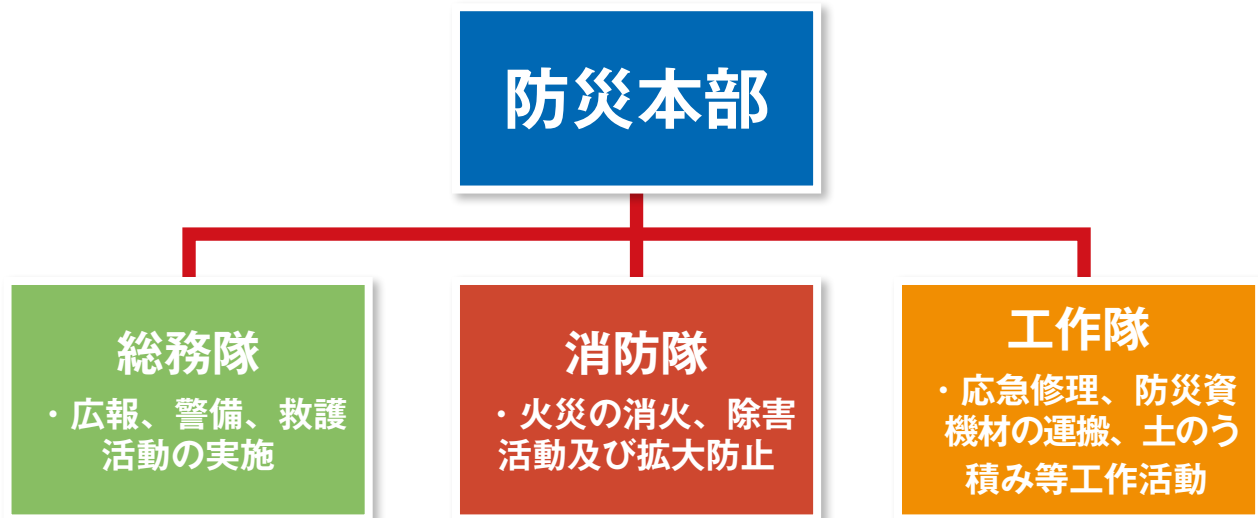 防災本部
総務隊
・広報、警備、救護
活動の実施
消防隊
・火災の消火、除害
活動及び拡大防止
工作隊
・応急修理、防災資
機材の運搬、土のう
積み等工作活動